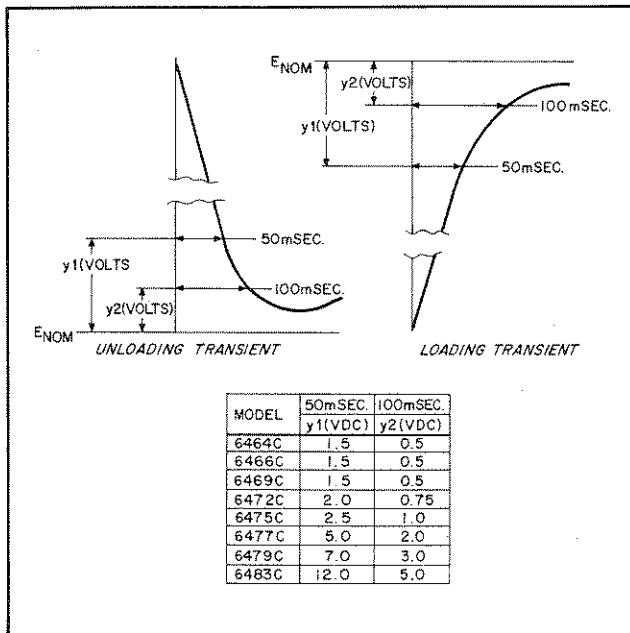 E_NOM
y2(VOLTS)
y1(VOLTS)
100mSEC.
50mSEC.
50mSEC.
y1(VOLTS
100mSEC.
y2(VOLTS)
E_NOM
UNLOADING TRANSIENT
LOADING TRANSIENT
MODEL 50mSEC. 100mSEC.
y1(VDC) y2(VDC)
6464C 1.5 0.5
6466C 1.5 0.5
6469C 1.5 0.5
6472C 2.0 0.75
6475C 2.5 1.0
6477C 5.0 2.0
6479C 7.0 3.0
6483C 12.0 5.0